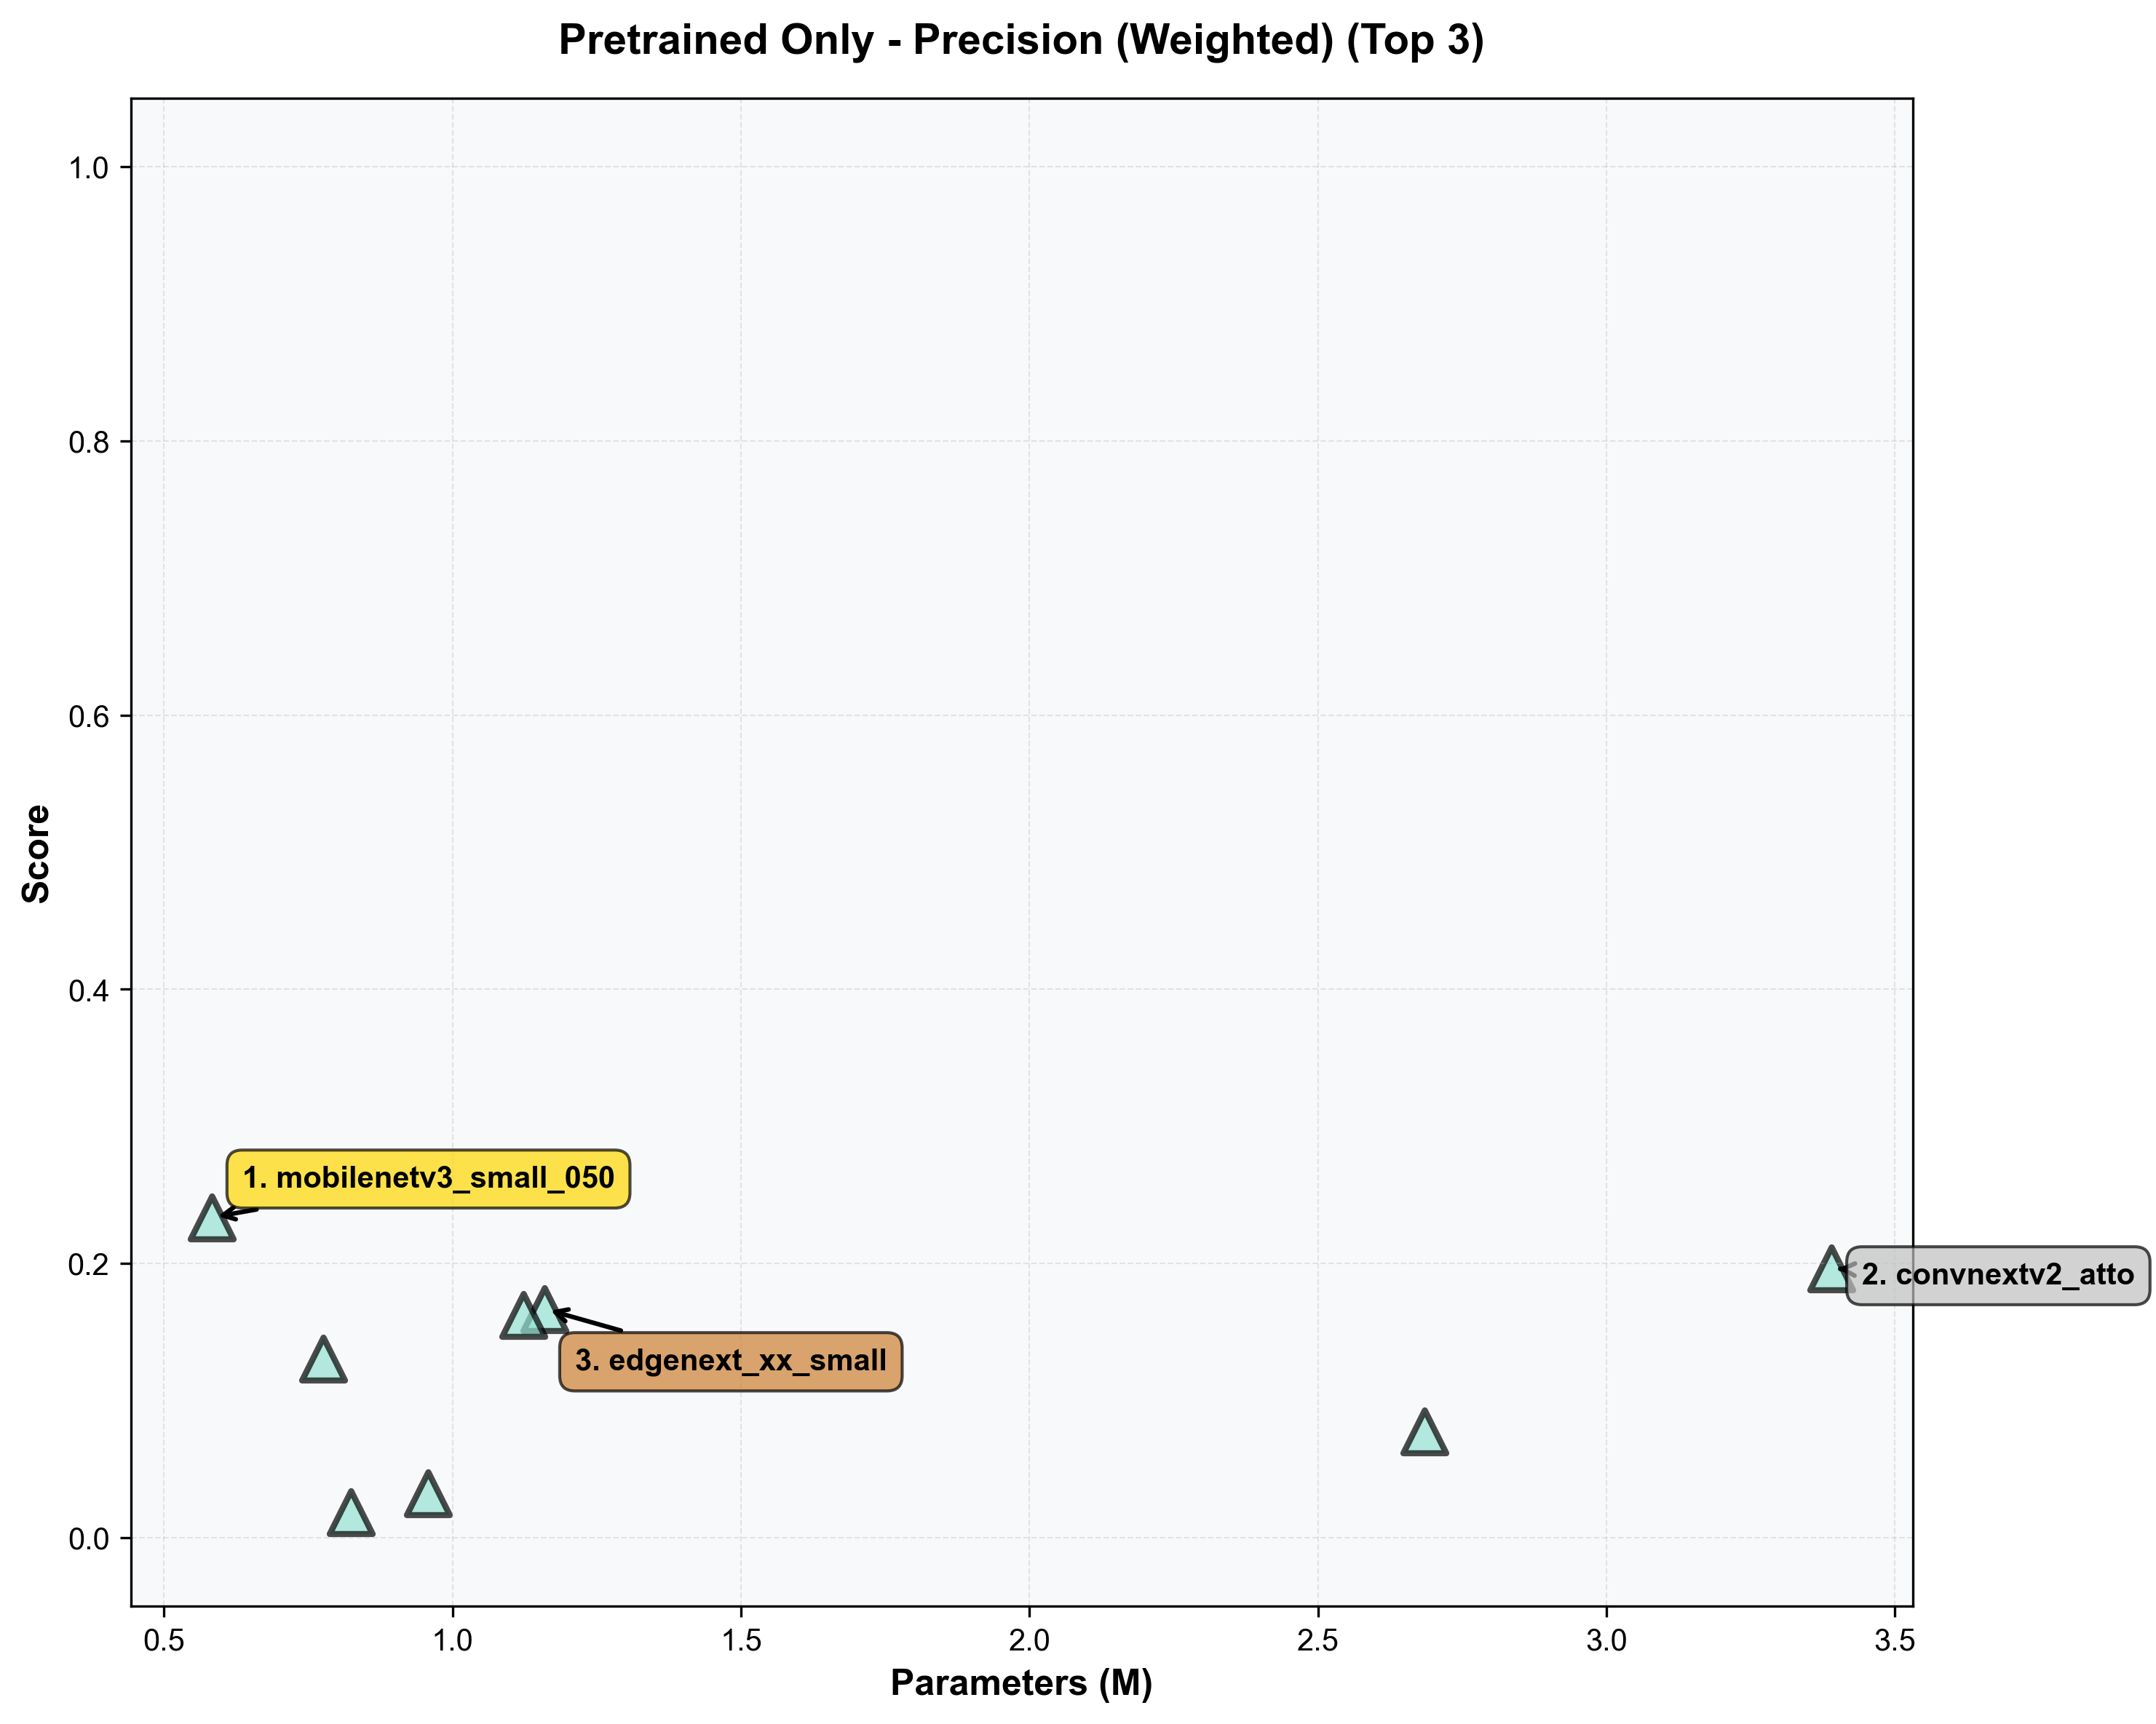 Pretrained Only - Precision (Weighted) (Top 3)
Score
1.0
0.8
0.6
0.4
0.2
0.0
1. mobilenetv3_small_050
2. convnextv2_atto
3. edgenext_xx_small
0.5
1.0
1.5
2.0
2.5
3.0
3.5
Parameters (M)